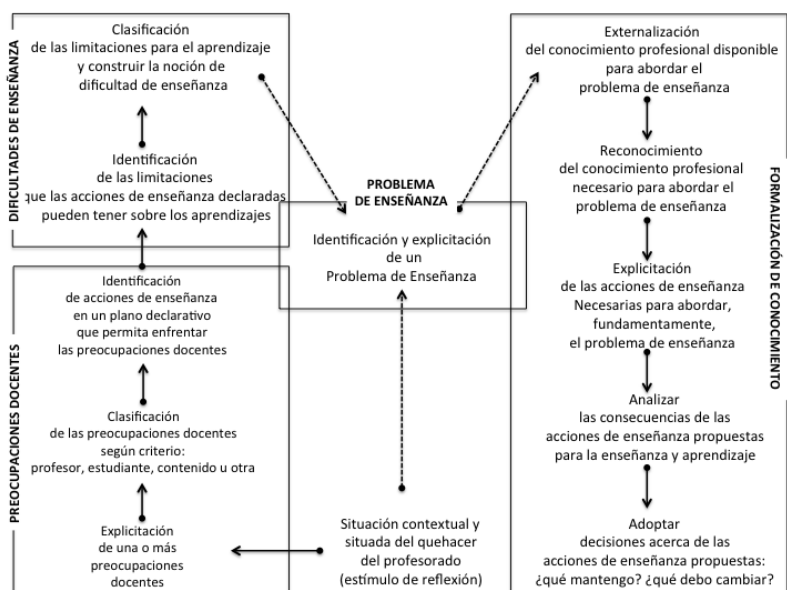 DIFICULTADES DE ENSEÑANZA
Clasificación
de las limitaciones para el aprendizaje
y construir la noción de
dificultad de enseñanza
Identificación
de las limitaciones
que las acciones de enseñanza declaradas
pueden tener sobre los aprendizajes
PREOCUPACIONES DOCENTES
Identificación
de acciones de enseñanza
en un plano declarativo
que permita enfrentar
las preocupaciones docentes
Clasificación
de las preocupaciones docentes
según criterio:
profesor, estudiante, contenido u otra
Explicitación
de una o más
preocupaciones
docentes
PROBLEMA
DE ENSEÑANZA
Identificación y explicitación
de un
Problema de Enseñanza
Situación contextual y
situada del quehacer
del profesorado
(estímulo de reflexión)
FORMALIZACIÓN DE CONOCIMIENTO
Externalización
del conocimiento profesional disponible
para abordar el
problema de enseñanza
Reconocimiento
del conocimiento profesional
necesario para abordar el
problema de enseñanza
Explicitación
de las acciones de enseñanza
Necesarias para abordar,
fundamentamente,
el problema de enseñanza
Analizar
las consecuencias de las
acciones de enseñanza propuestas
para la enseñanza y aprendizaje
Adoptar
decisiones acerca de las
acciones de enseñanza propuestas:
¿qué mantengo? ¿qué debo cambiar?